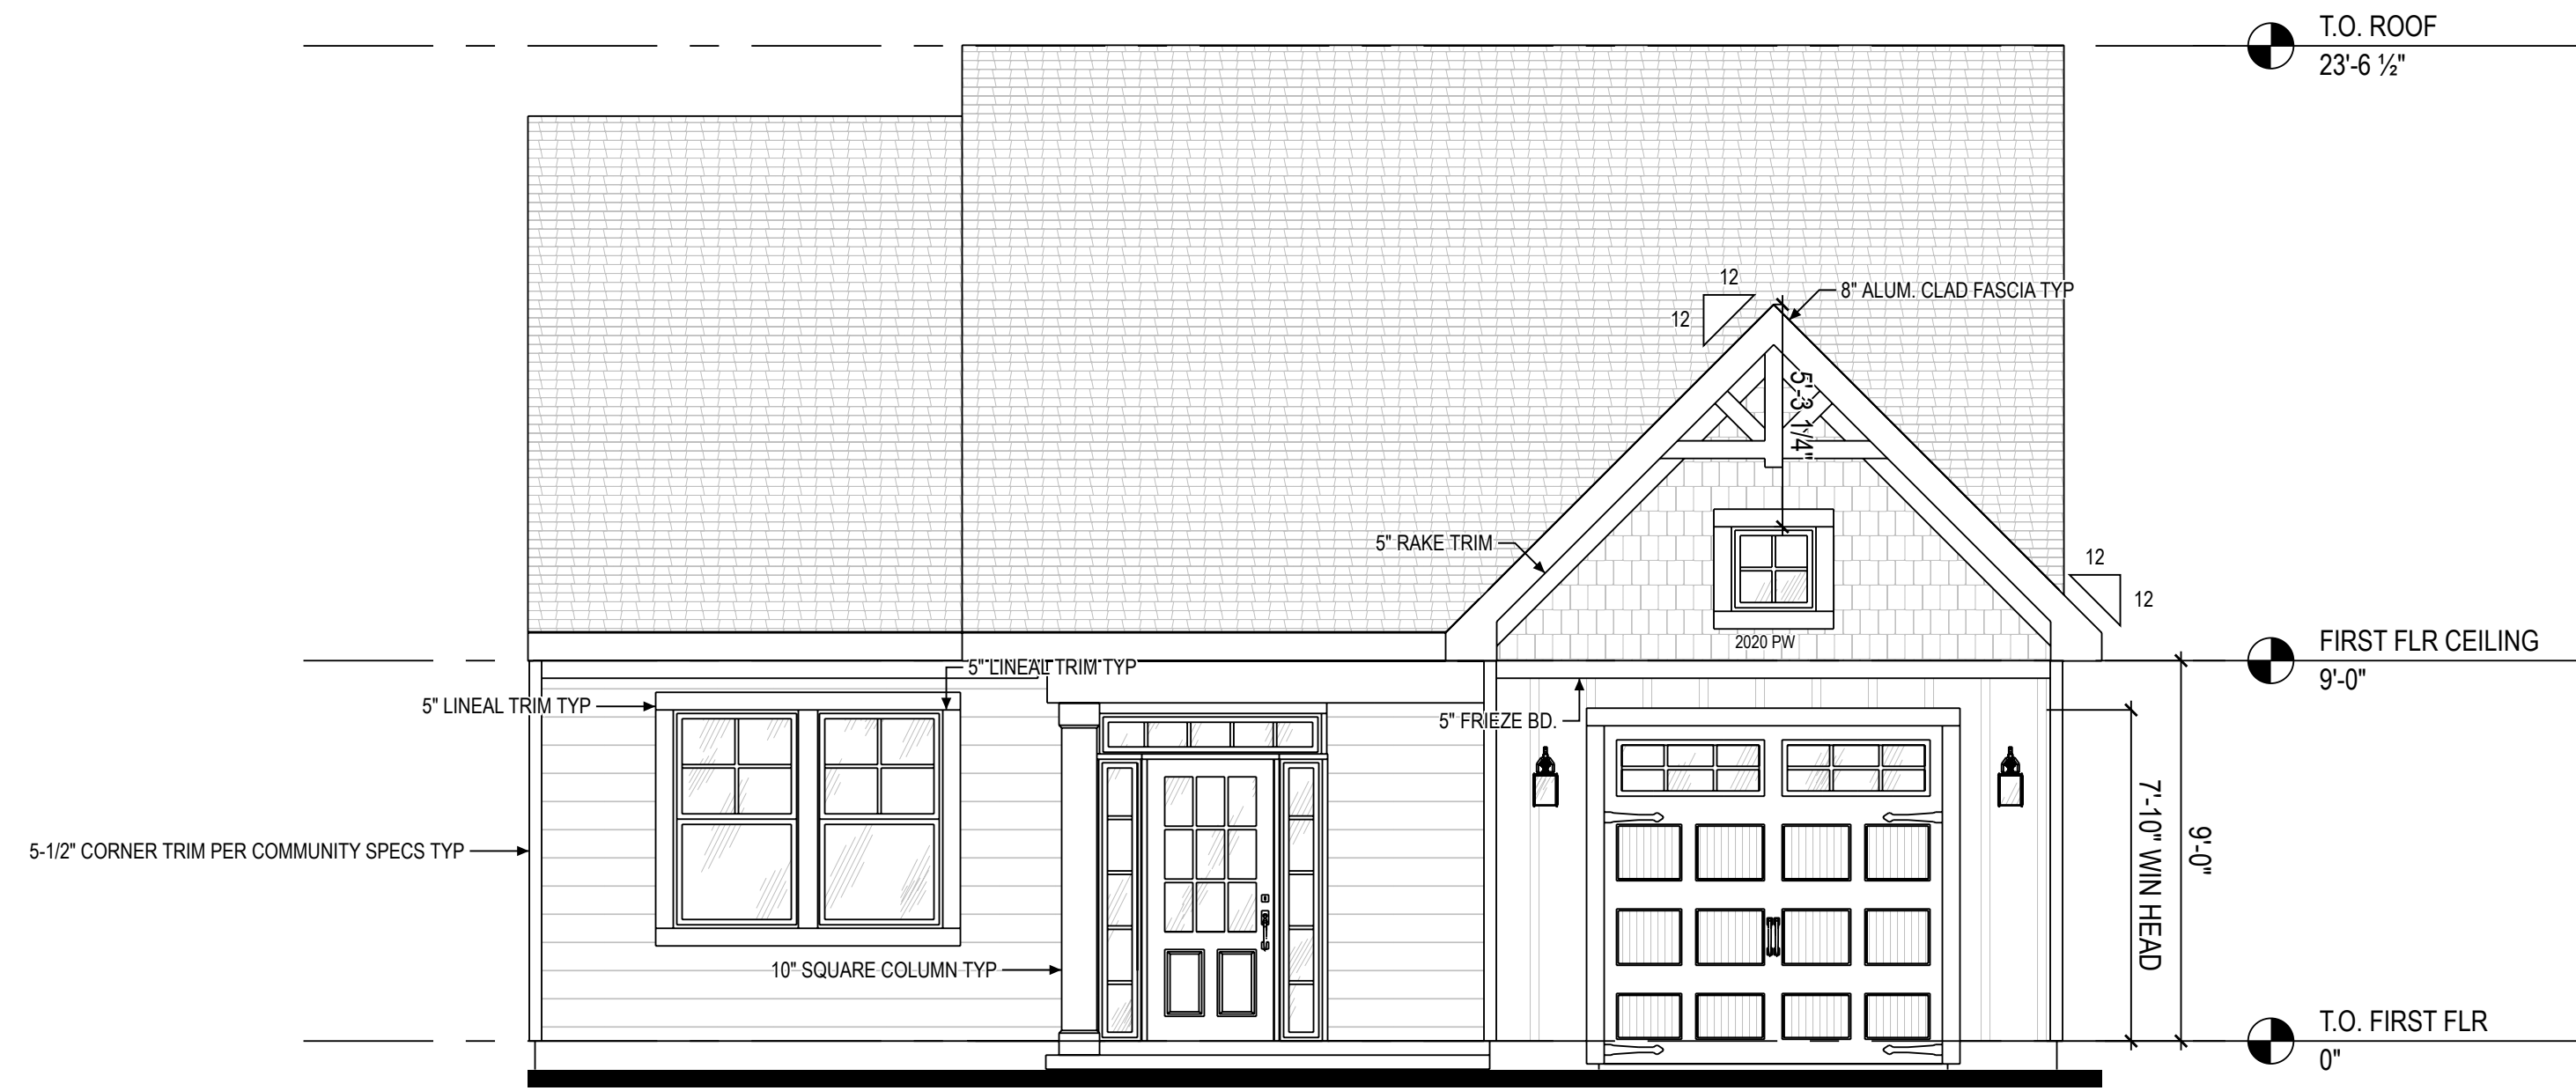 T.O. ROOF
23'-6 ½"
12
12
8" ALUM. CLAD FASCIA TYP
5'-3 1/4"
5" RAKE TRIM
12
12
2020 PW
FIRST FLR CEILING
9'-0"
5" LINEAL TRIM TYP
5" LINEAL TRIM TYP
5" FRIEZE BD.
5-1/2" CORNER TRIM PER COMMUNITY SPECS TYP
7'-10" WIN HEAD
9'-0"
10" SQUARE COLUMN TYP
T.O. FIRST FLR
0"